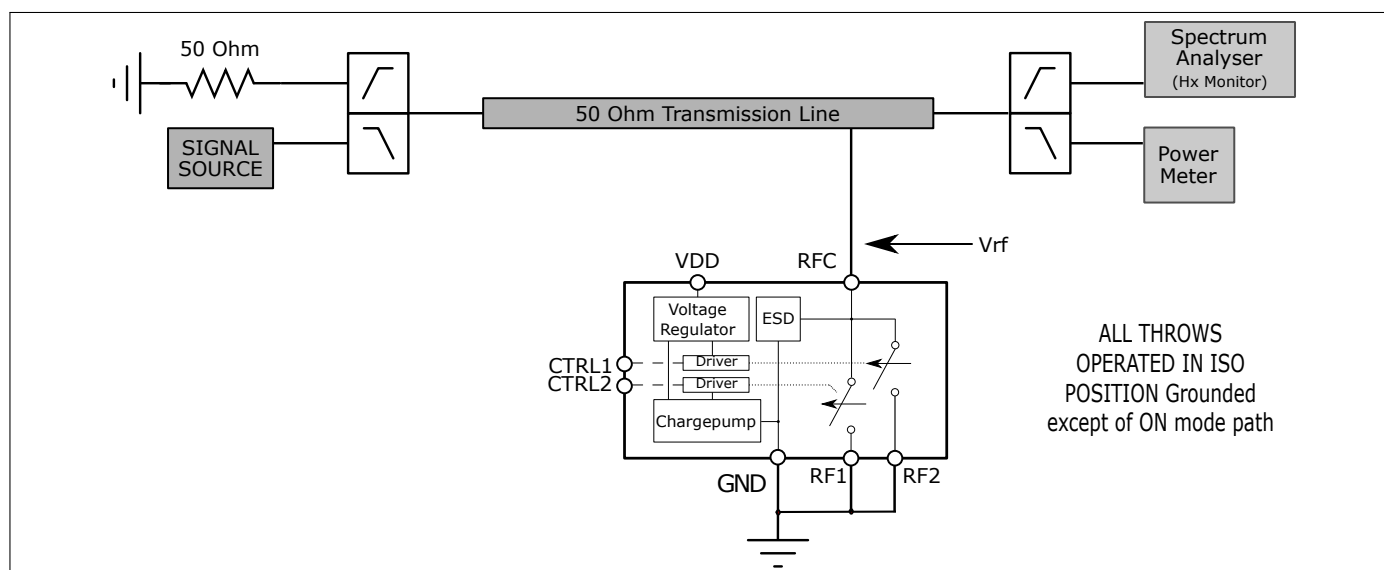 50 Ohm
SIGNAL
SOURCE
50 Ohm Transmission Line
Spectrum
Analyser
(Hx Monitor)
Power
Meter
Vrf
VDD
RFC
Voltage
Regulator
ESD
CTRL1
CTRL2
Driver
Driver
Chargepump
GND
RF1
RF2
ALL THROWS
OPERATED IN ISO
POSITION Grounded
except of ON mode path